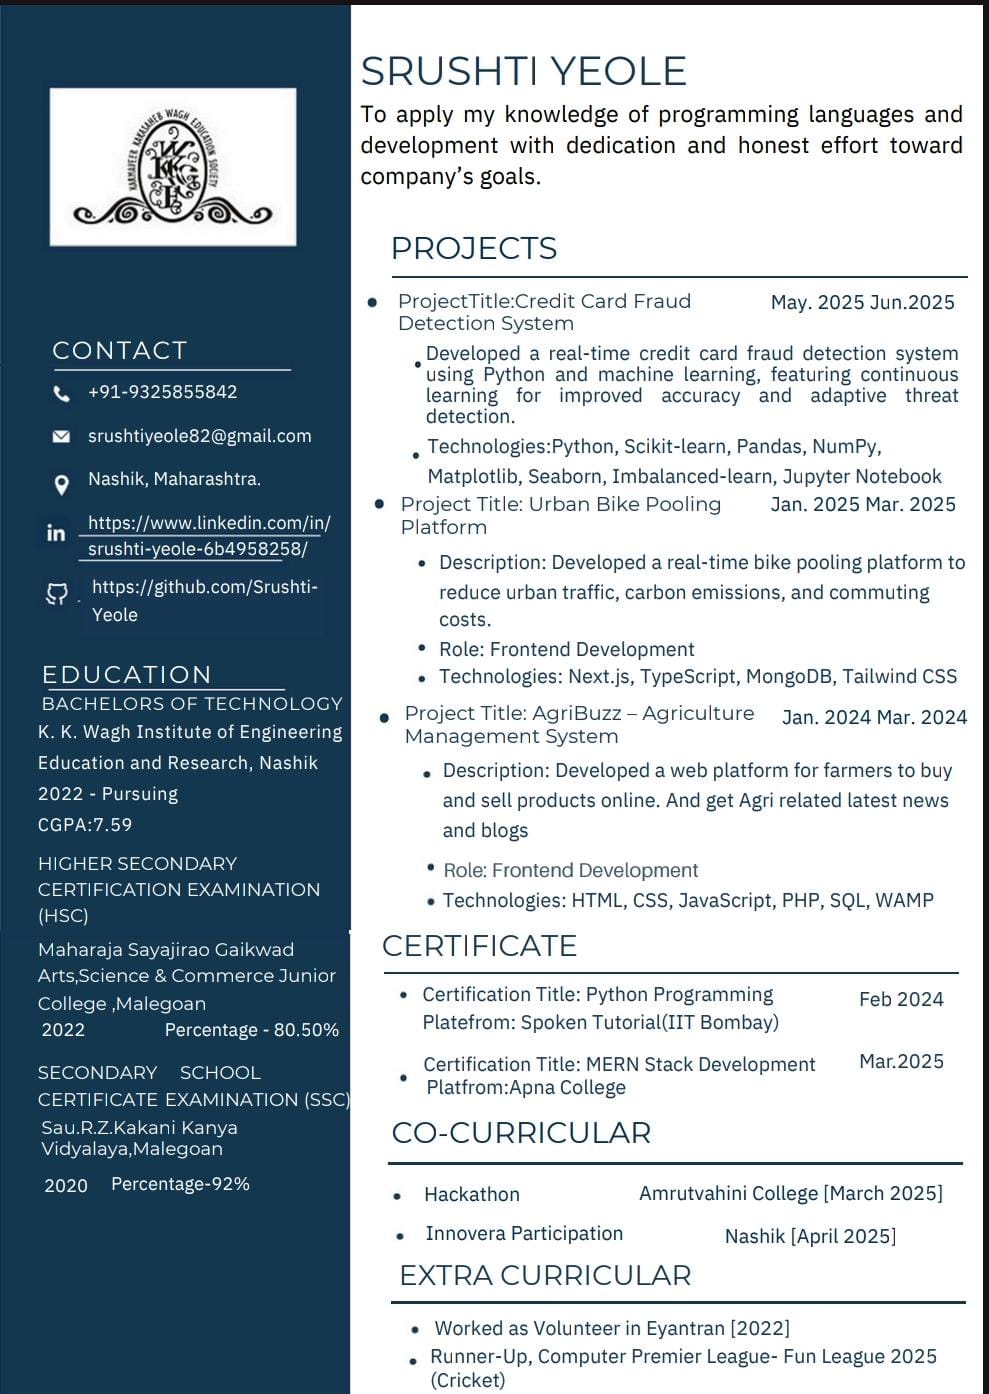 KARMAVEER KAKASAHEB WAGH EDUCATION SOCIETY
CONTACT
+91-9325855842
srushtiyeole82@gmail.com
Nashik, Maharashtra.
in
https://www.linkedin.com/in/
srushti-yeole-6b4958258/
https://github.com/Srushti-
Yeole
EDUCATION
BACHELORS OF TECHNOLOGY
K. K. Wagh Institute of Engineering
Education and Research, Nashik
2022 - Pursuing
CGPA:7.59
HIGHER SECONDARY
CERTIFICATION EXAMINATION
(HSC)
Maharaja Sayajirao Gaikwad
Arts,Science & Commerce Junior
College ,Malegoan
2022 Percentage - 80.50%
SECONDARY SCHOOL
CERTIFICATE EXAMINATION (SSC)
Sau.R.Z.Kakani Kanya
Vidyalaya,Malegoan
2020 Percentage-92%
SRUSHTI YEOLE
To apply my knowledge of programming languages and
development with dedication and honest effort toward
company’s goals.
PROJECTS
ProjectTitle:Credit Card Fraud May. 2025 Jun.2025
Detection System
Developed a real-time credit card fraud detection system
using Python and machine learning, featuring continuous
learning for improved accuracy and adaptive threat
detection.
Technologies:Python, Scikit-learn, Pandas, NumPy,
Matplotlib, Seaborn, Imbalanced-learn, Jupyter Notebook
Project Title: Urban Bike Pooling Jan. 2025 Mar. 2025
Platform
Description: Developed a real-time bike pooling platform to
reduce urban traffic, carbon emissions, and commuting
costs.
Role: Frontend Development
Technologies: Next.js, TypeScript, MongoDB, Tailwind CSS
Project Title: AgriBuzz – Agriculture Jan. 2024 Mar. 2024
Management System
Description: Developed a web platform for farmers to buy
and sell products online. And get Agri related latest news
and blogs
Role: Frontend Development
Technologies: HTML, CSS, JavaScript, PHP, SQL, WAMP
CERTIFICATE
Certification Title: Python Programming Feb 2024
Platefrom: Spoken Tutorial(IIT Bombay)
Certification Title: MERN Stack Development Mar.2025
Platfrom:Apna College
CO-CURRICULAR
Hackathon Amrutvahini College [March 2025]
Innovera Participation Nashik [April 2025]
EXTRA CURRICULAR
Worked as Volunteer in Eyantran [2022]
Runner-Up, Computer Premier League- Fun League 2025
(Cricket)